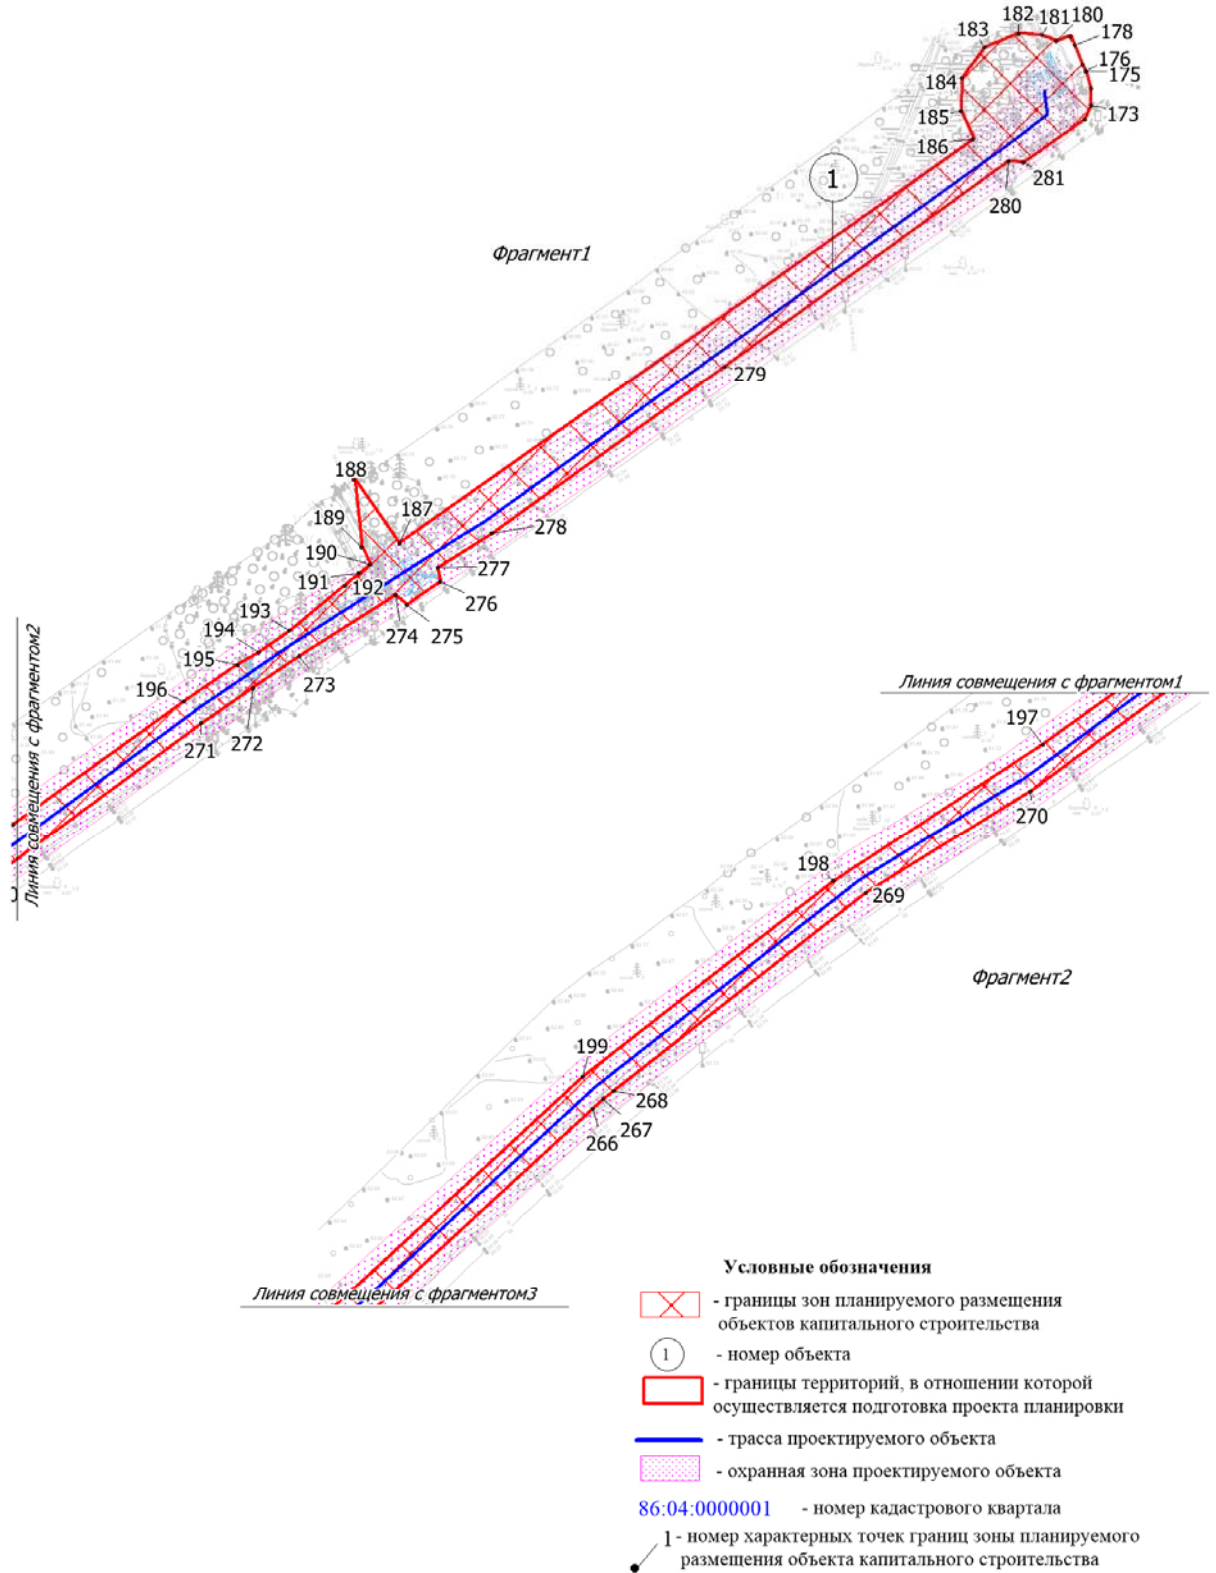 182
181
180
183
178
176
175
184
173
185
186
281
280
1
Фрагмент1
279
188
187
189
278
190
277
191
192
276
193
274
275
194
195
273
196
272
271
Линия совмещения с фрагментом2
Линия совмещения с фрагментом1
197
270
198
269
Фрагмент2
199
268
267
266
Линия совмещения с фрагментом3
Условные обозначения
- границы зон планируемого размещения
объектов капитального строительства
1 - номер объекта
- границы территорий, в отношении которой
осуществляется подготовка проекта планировки
- трасса проектируемого объекта
- охранная зона проектируемого объекта
86:04:0000001 - номер кадастрового квартала
1 - номер характерных точек границ зоны планируемого
размещения объекта капитального строительства